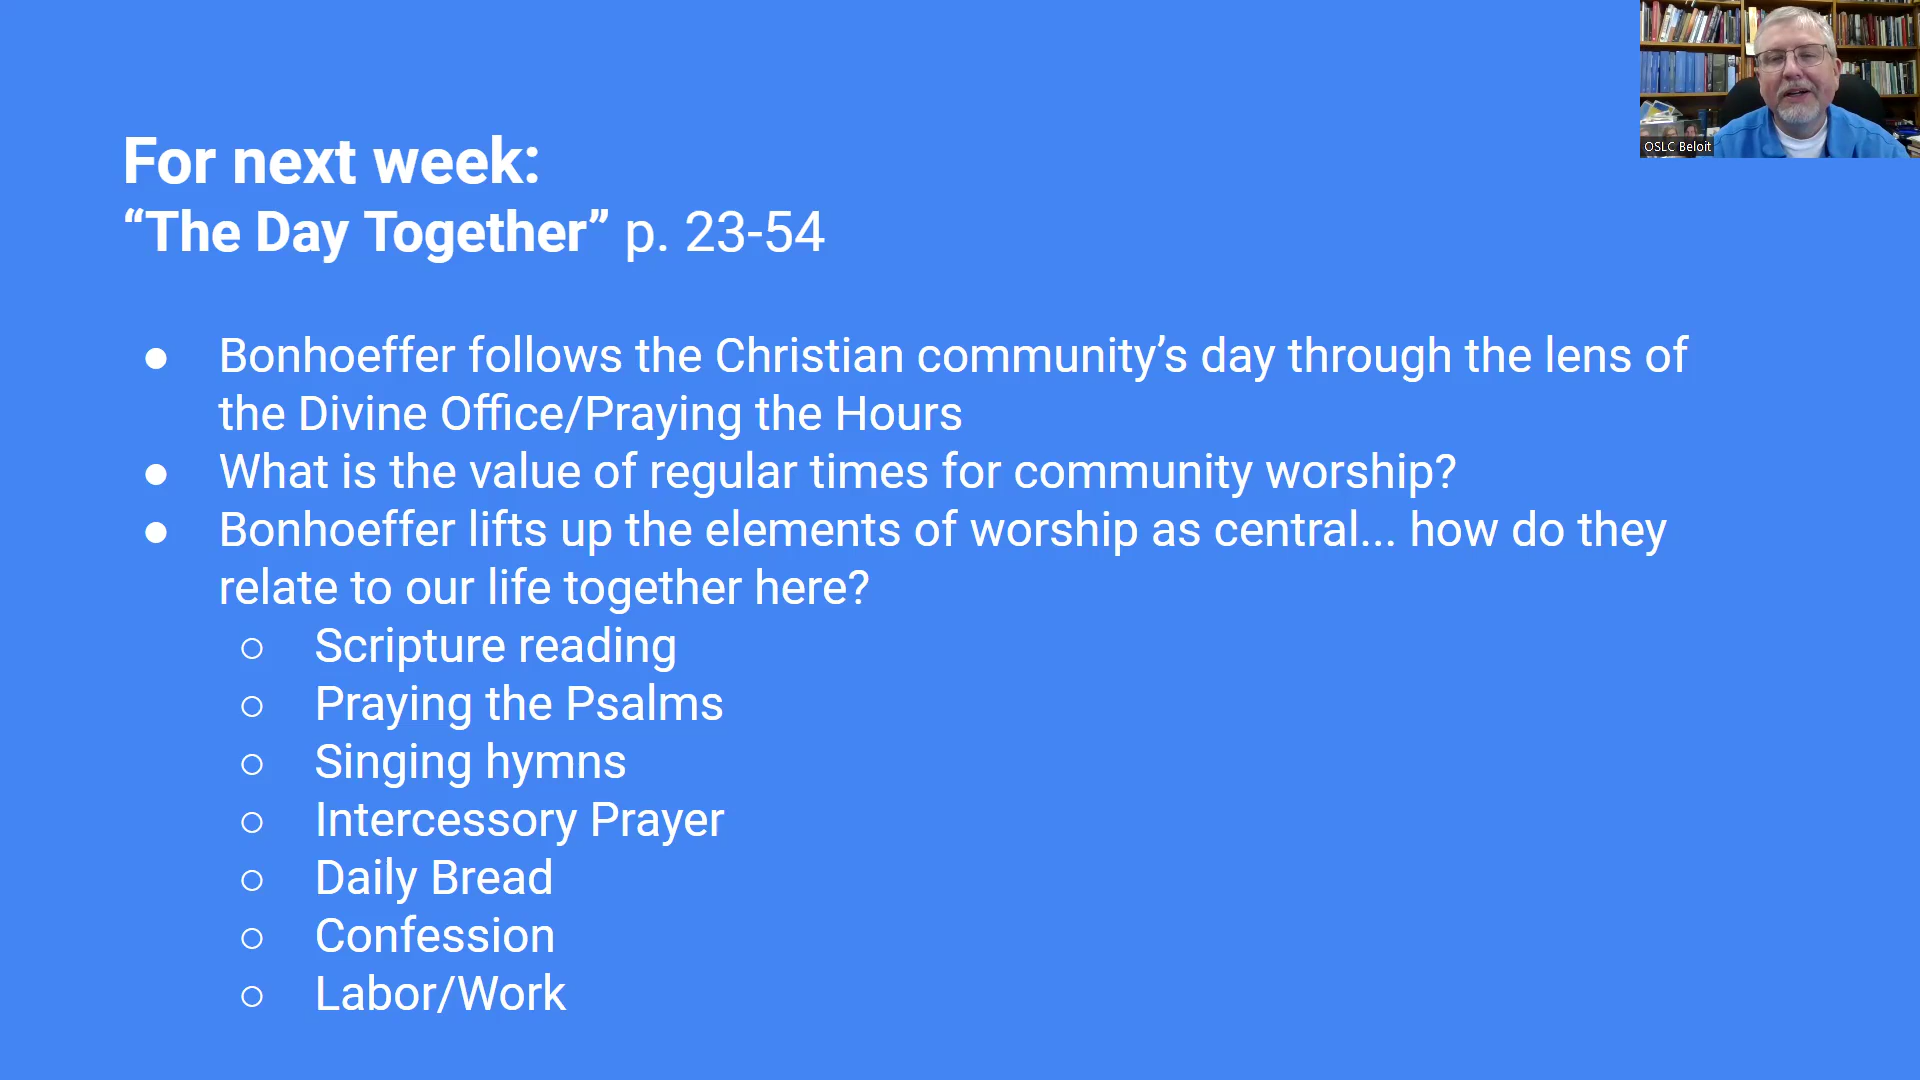 OSLC Beloit
For next week:
“The Day Together” p. 23-54
● Bonhoeffer follows the Christian community’s day through the lens of
the Divine Office/Praying the Hours
● What is the value of regular times for community worship?
● Bonhoeffer lifts up the elements of worship as central... how do they
relate to our life together here?
○ Scripture reading
○ Praying the Psalms
○ Singing hymns
○ Intercessory Prayer
○ Daily Bread
○ Confession
○ Labor/Work